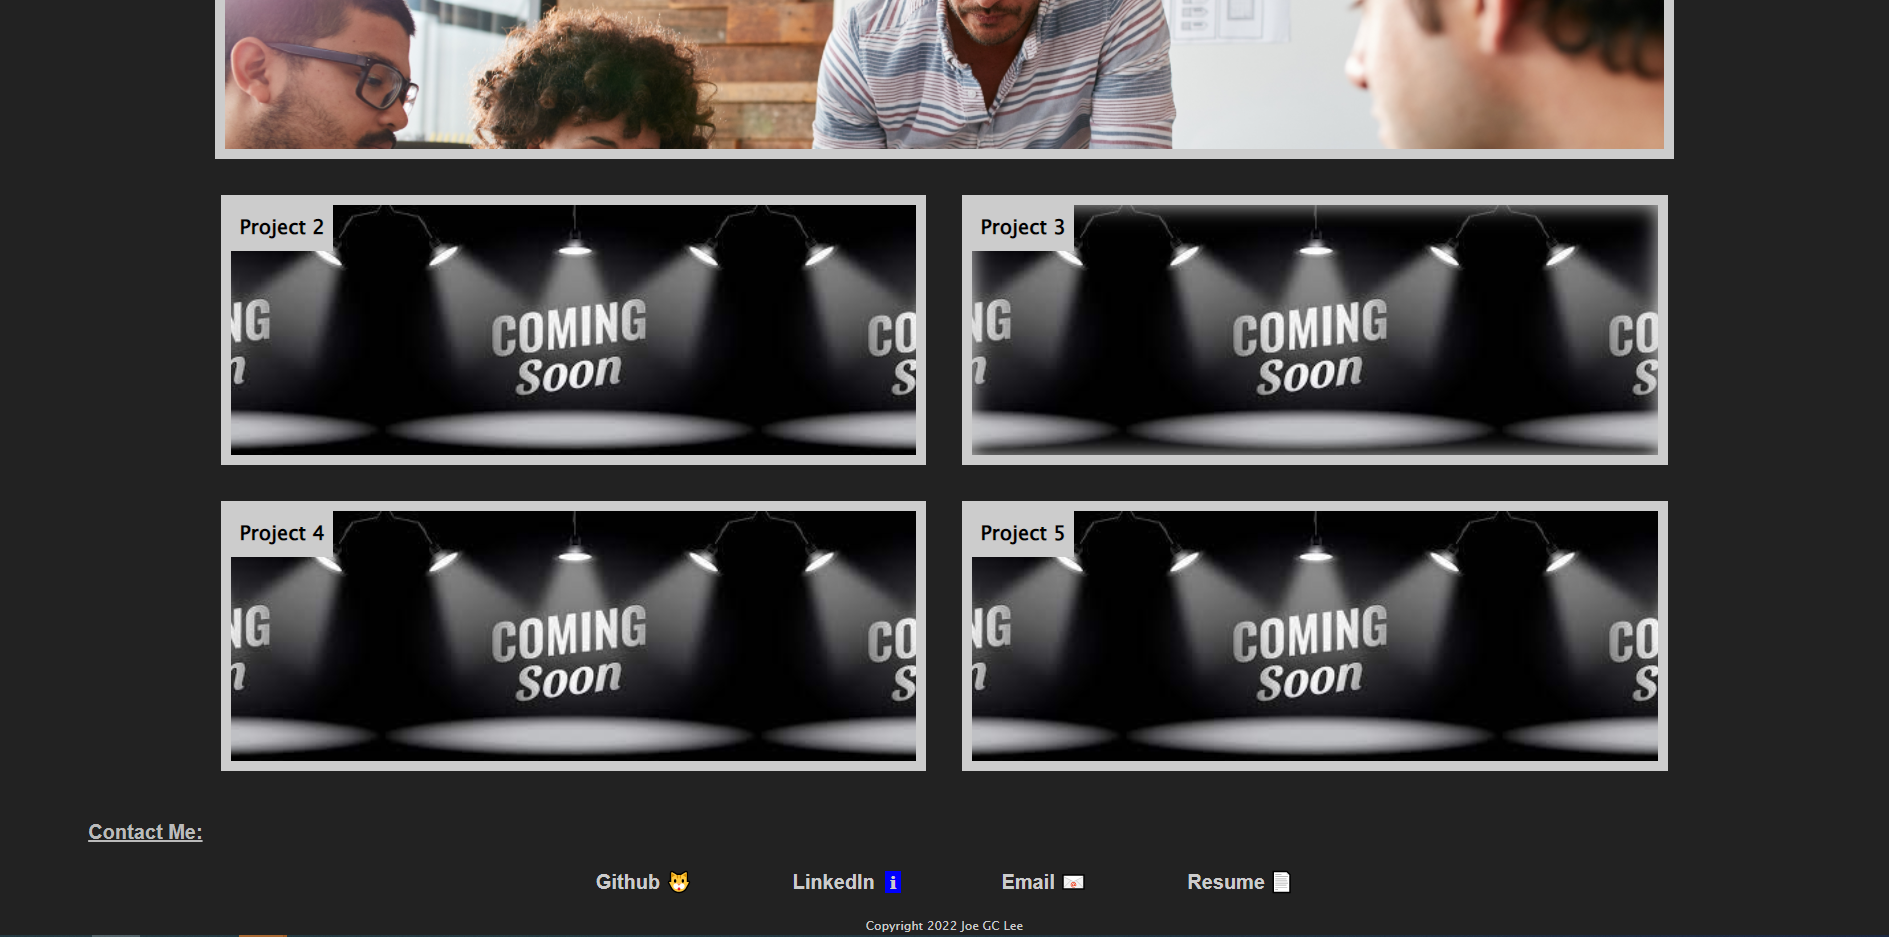 Project 2
Project 3
NG
COMING
CO
n
Soon
S
NG
COMING
CO
n
Soon
S
Project 4
Project 5
NG
COMING
CO
n
Soon
S
NG
COMING
CO
n
Soon
S
Contact Me:
Github LinkedIn i Email Resume
Copyright 2022 Joe GC Lee